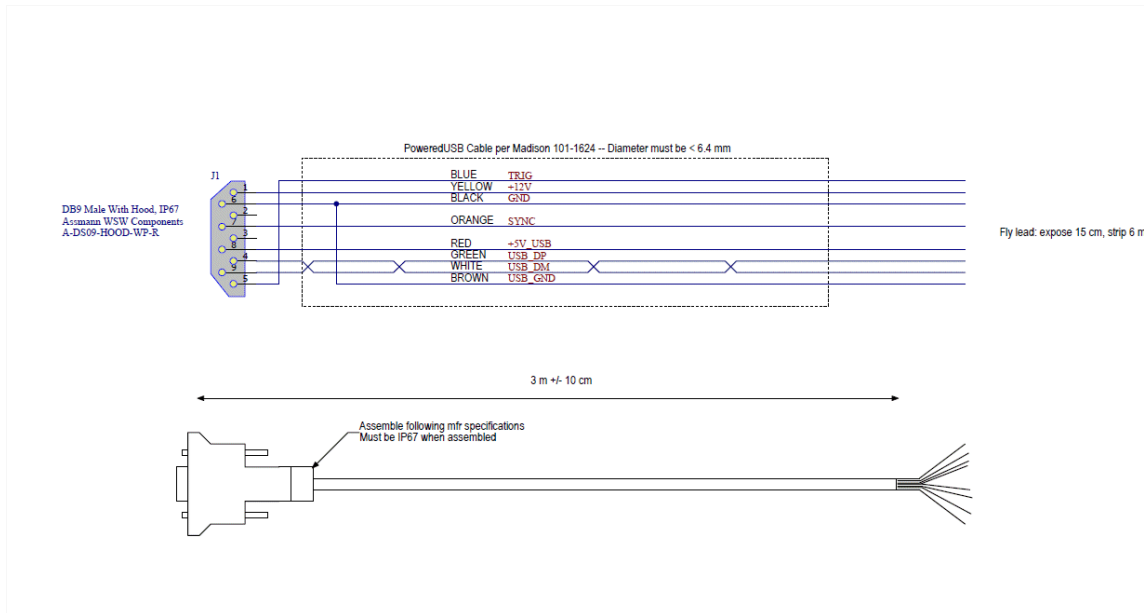 PoweredUSB Cable per Madison 101-1624 -- Diameter must be < 6.4 mm
J1
DB9 Male With Hood, IP67
Assmann WSW Components
A-DS09-HOOD-WP-R
1
6
2
7
3
8
4
9
5
BLUE TRIG
YELLOW +12V
BLACK GND
ORANGE SYNC
RED +5V_USB
GREEN USB_DP
WHITE USB_DM
BROWN USB_GND
Fly lead: expose 15 cm, strip 6 m
3 m +/- 10 cm
Assemble following mfr specifications
Must be IP67 when assembled